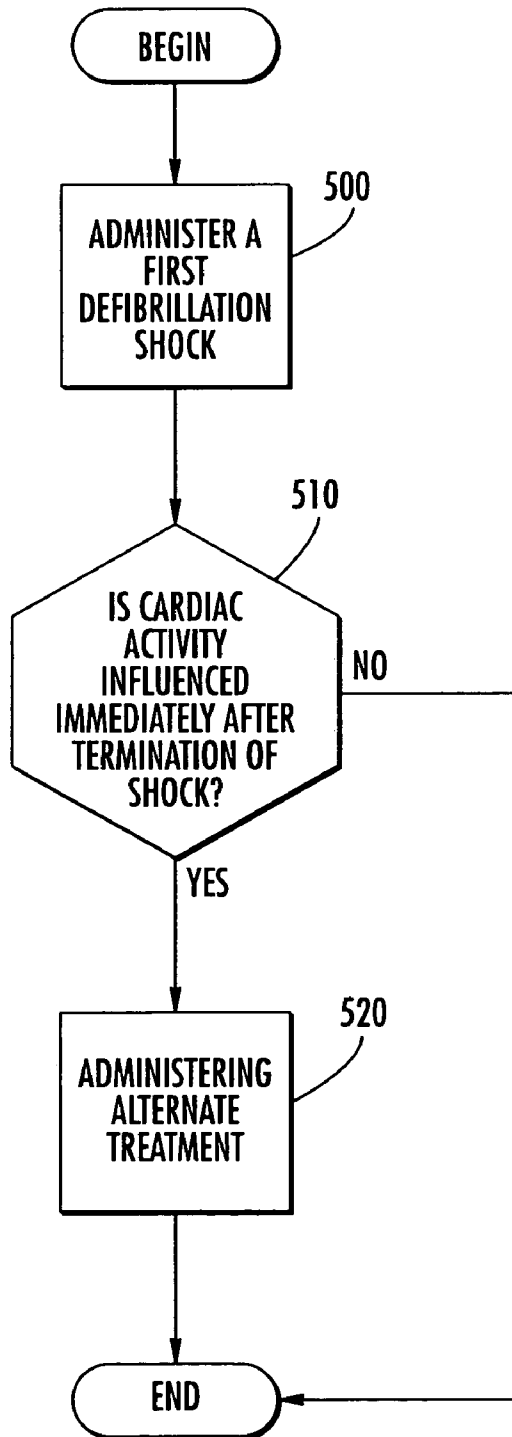 BEGIN
500
ADMINISTER A
FIRST
DEFIBRILLATION
SHOCK
510
IS CARDIAC
ACTIVITY
INFLUENCED
IMMEDIATELY AFTER
TERMINATION OF
SHOCK?
NO
YES
520
ADMINISTERING
ALTERNATE
TREATMENT
END